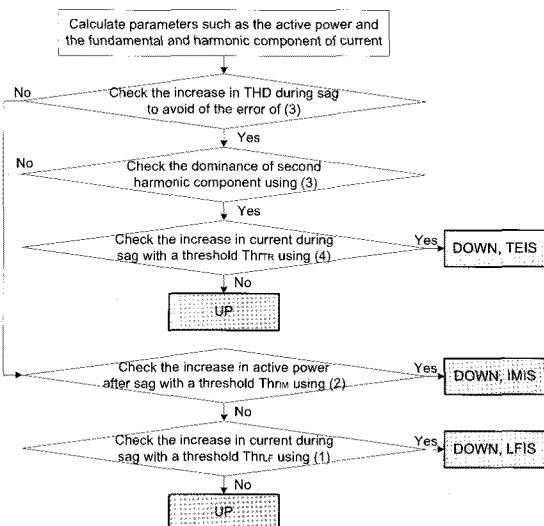 Calculate parameters such as the active power and
the fundamental and harmonic component of current
No
Check the increase in THD during sag
to avoid of the error of (3)
Yes
No
Check the dominance of second
harmonic component using (3)
Yes
Check the increase in current during
sag with a threshold ThrTR using (4)
Yes
DOWN, TEIS
No
UP
Check the increase in active power
after sag with a threshold ThrIM using (2)
Yes
DOWN, IMIS
No
Check the increase in current during
sag with a threshold ThrLF using (1)
Yes
DOWN, LFIS
No
UP